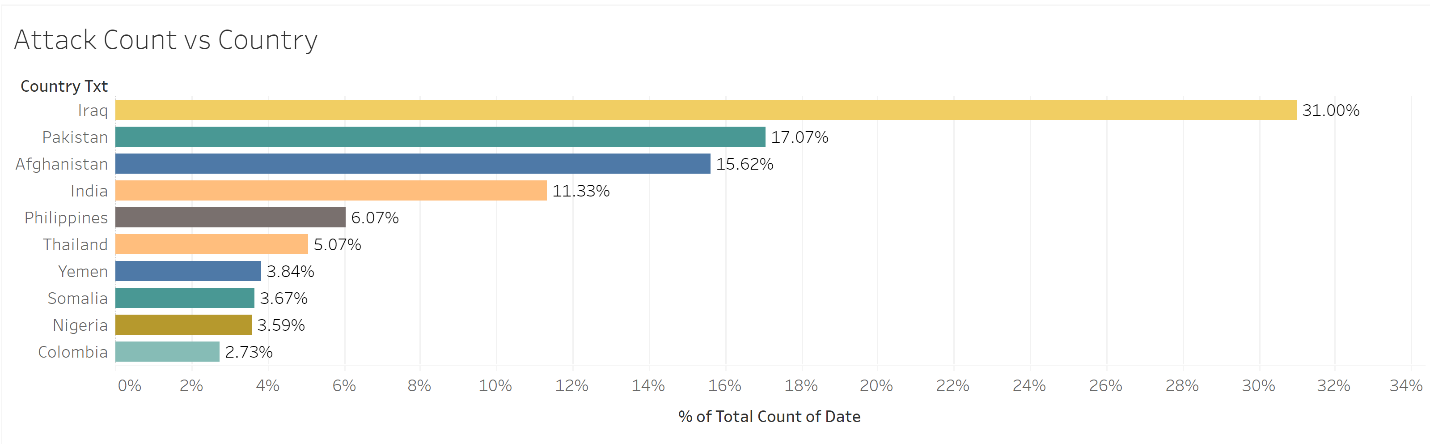 Attack Count vs Country
Country Txt
Iraq 31.00%
Pakistan 17.07%
Afghanistan 15.62%
India 11.33%
Philippines 6.07%
Thailand 5.07%
Yemen 3.84%
Somalia 3.67%
Nigeria 3.59%
Colombia 2.73%
0% 2% 4% 6% 8% 10% 12% 14% 16% 18% 20% 22% 24% 26% 28% 30% 32% 34%
% of Total Count of Date